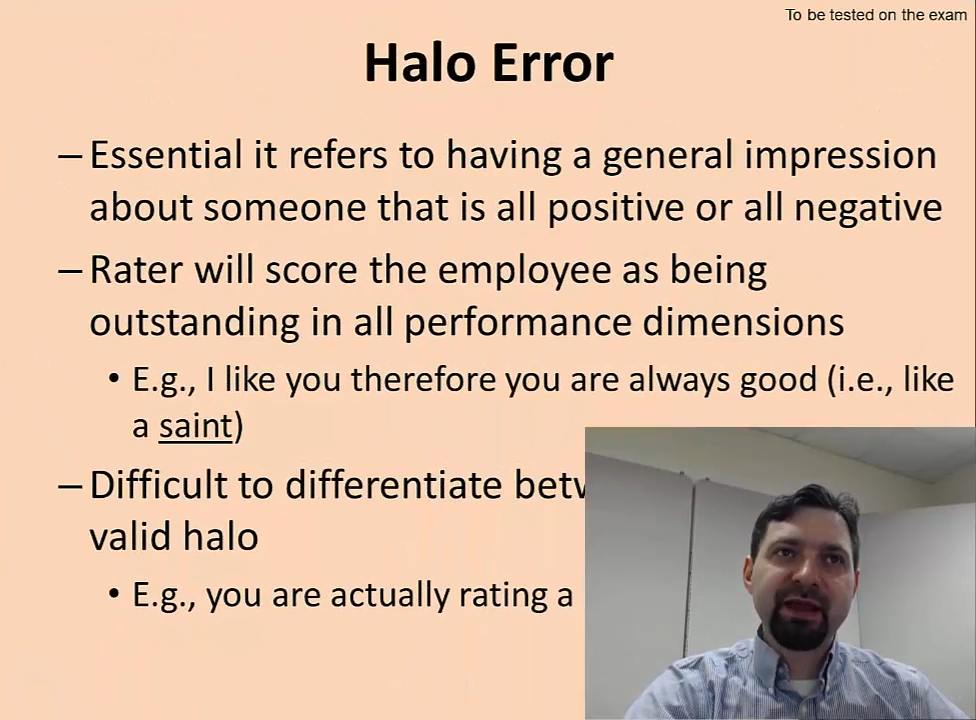 To be tested on the exam
Halo Error
– Essential it refers to having a general impression
about someone that is all positive or all negative
– Rater will score the employee as being
outstanding in all performance dimensions
• E.g., I like you therefore you are always good (i.e., like
a saint)
– Difficult to differentiate
valid halo
• E.g., you are actually rating a